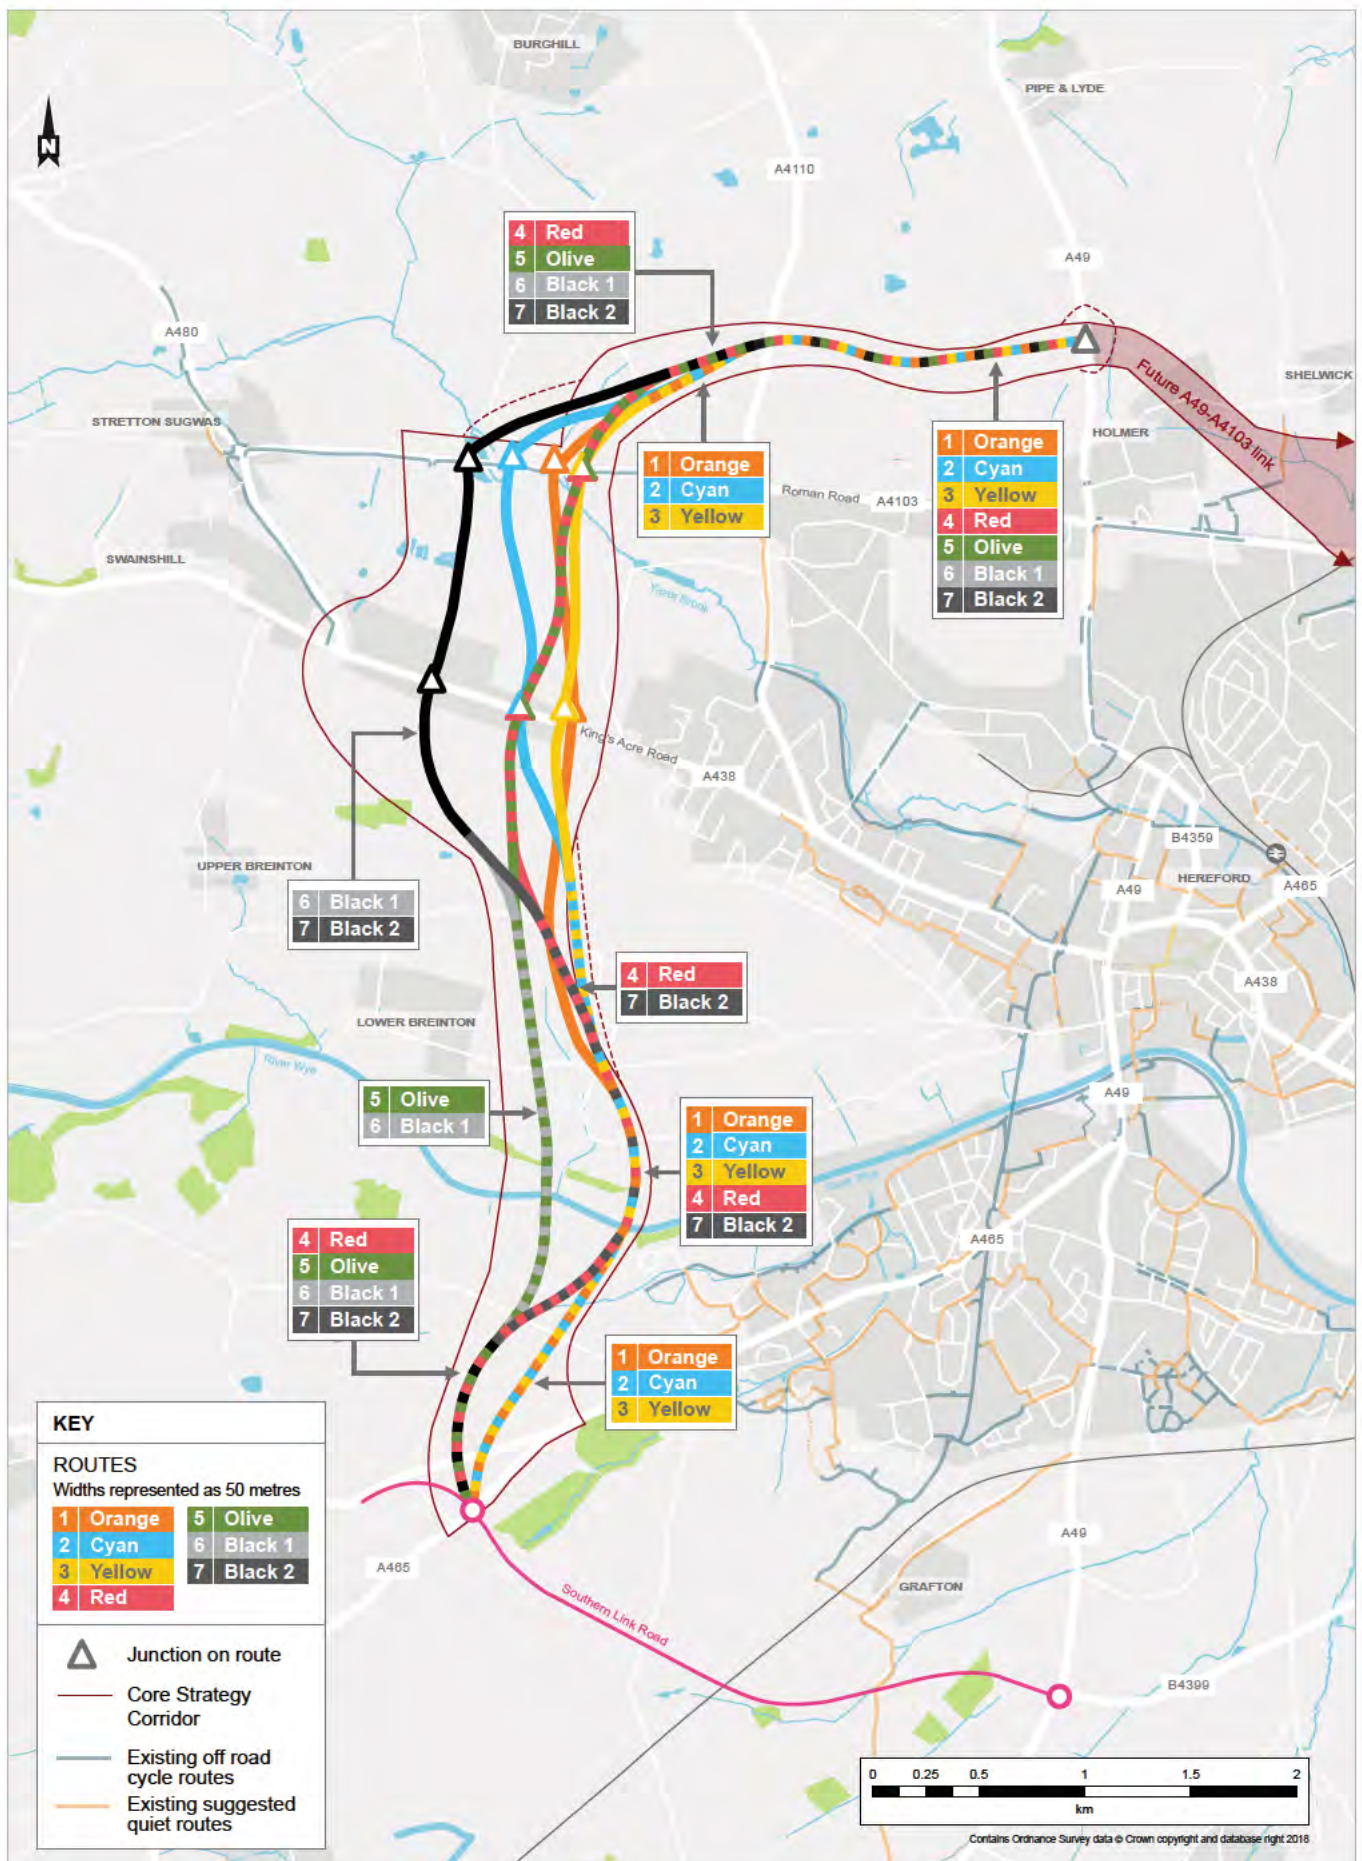 BURGHILL
PIPE & LYDE
N
A4110
4 Red
5 Olive
6 Black 1
7 Black 2
A49
A480
Future A49-A4103 link
SHELWICK
STRETTON SUGWAS
HOLMER
1 Orange
2 Cyan
3 Yellow
4 Red
5 Olive
6 Black 1
7 Black 2
1 Orange
2 Cyan
3 Yellow
Roman Road
A4103
SWAINSHILL
Yazor Brook
King's Acre Road
A438
B4359
UPPER BREINTON
HEREFORD
A465
A49
6 Black 1
7 Black 2
4 Red
7 Black 2
A438
LOWER BREINTON
River Wye
5 Olive
6 Black 1
A49
1 Orange
2 Cyan
3 Yellow
4 Red
7 Black 2
4 Red
5 Olive
6 Black 1
7 Black 2
A465
1 Orange
2 Cyan
3 Yellow
KEY
ROUTES
Widths represented as 50 metres
1 Orange
2 Cyan
3 Yellow
4 Red
5 Olive
6 Black 1
7 Black 2
Junction on route
Core Strategy
Corridor
Existing off road
cycle routes
Existing suggested
quiet routes
A465
Southern Link Road
A49
GRAFTON
B4399
0 0.25 0.5 1 1.5 2
km
Contains Ordnance Survey data © Crown copyright and database right 2018